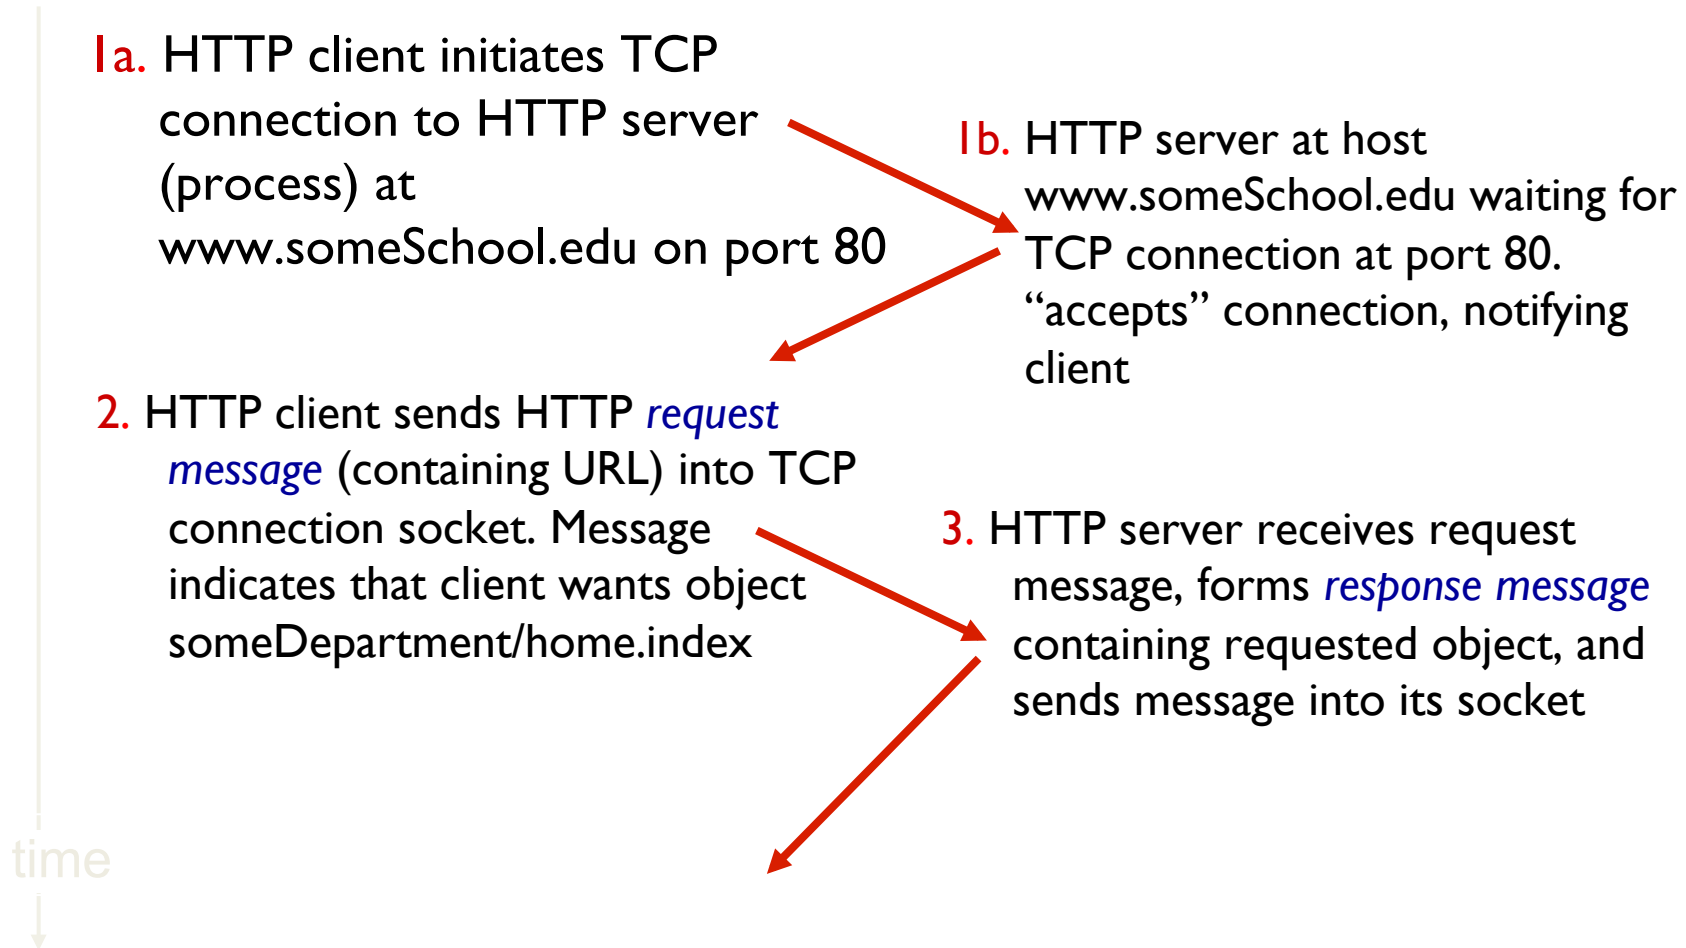 1a. HTTP client initiates TCP
connection to HTTP server
(process) at
www.someSchool.edu on port 80
1b. HTTP server at host
www.someSchool.edu waiting for
TCP connection at port 80.
“accepts” connection, notifying
client
2. HTTP client sends HTTP request
message (containing URL) into TCP
connection socket. Message
indicates that client wants object
someDepartment/home.index
3. HTTP server receives request
message, forms response message
containing requested object, and
sends message into its socket
time